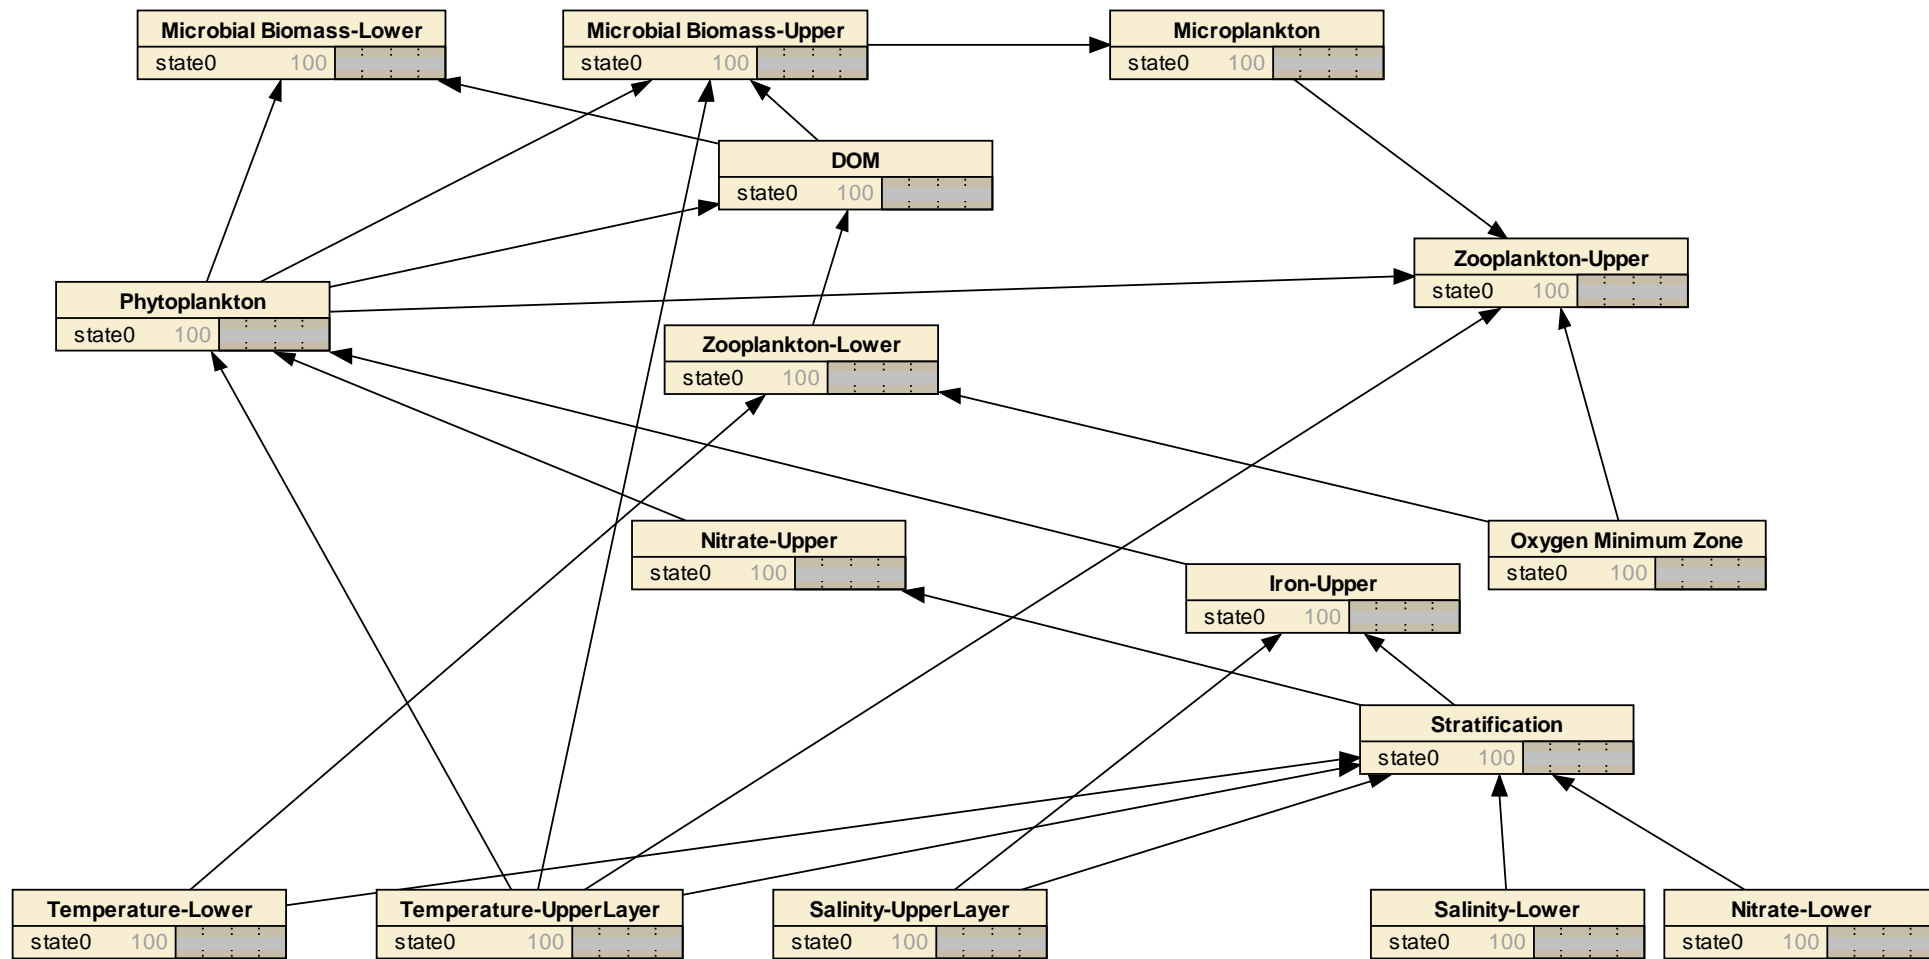 Microbial Biomass-Lower
state0 100
Microbial Biomass-Upper
state0 100
Microplankton
state0 100
DOM
state0 100
Zooplankton-Upper
state0 100
Phytoplankton
state0 100
Zooplankton-Lower
state0 100
Nitrate-Upper
state0 100
Oxygen Minimum Zone
state0 100
Iron-Upper
state0 100
Stratification
state0 100
Temperature-Lower
state0 100
Temperature-UpperLayer
state0 100
Salinity-UpperLayer
state0 100
Salinity-Lower
state0 100
Nitrate-Lower
state0 100